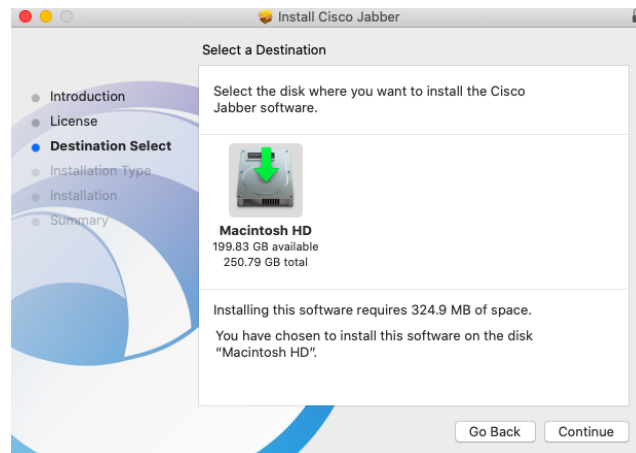 Install Cisco Jabber
Select a Destination
Introduction
License
Destination Select
Installation Type
Installation
Summary
Select the disk where you want to install the Cisco
Jabber software.
Macintosh HD
199.83 GB available
250.79 GB total
Installing this software requires 324.9 MB of space.
You have chosen to install this software on the disk
“Macintosh HD”.
Go Back
Continue